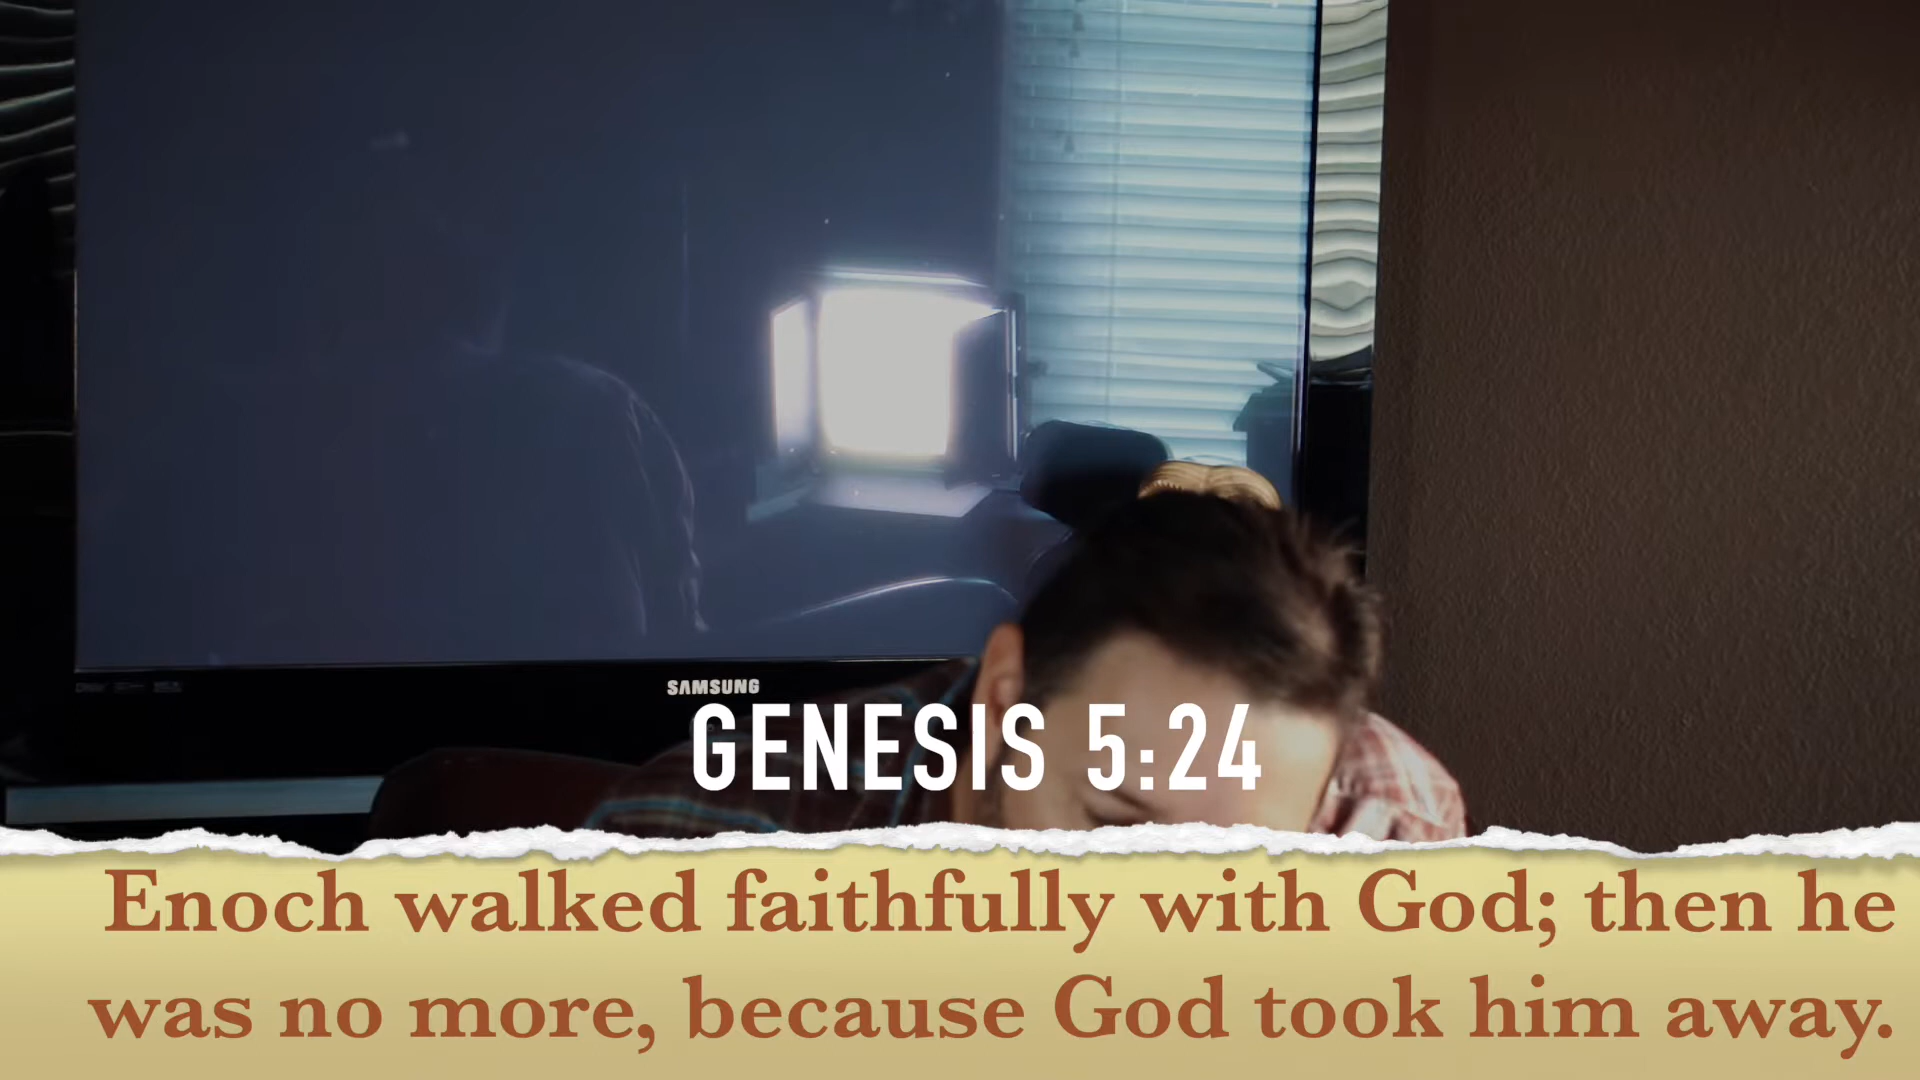 SAMSUNG
GENESIS 5:24
Enoch walked faithfully with God; then he
was no more, because God took him away.